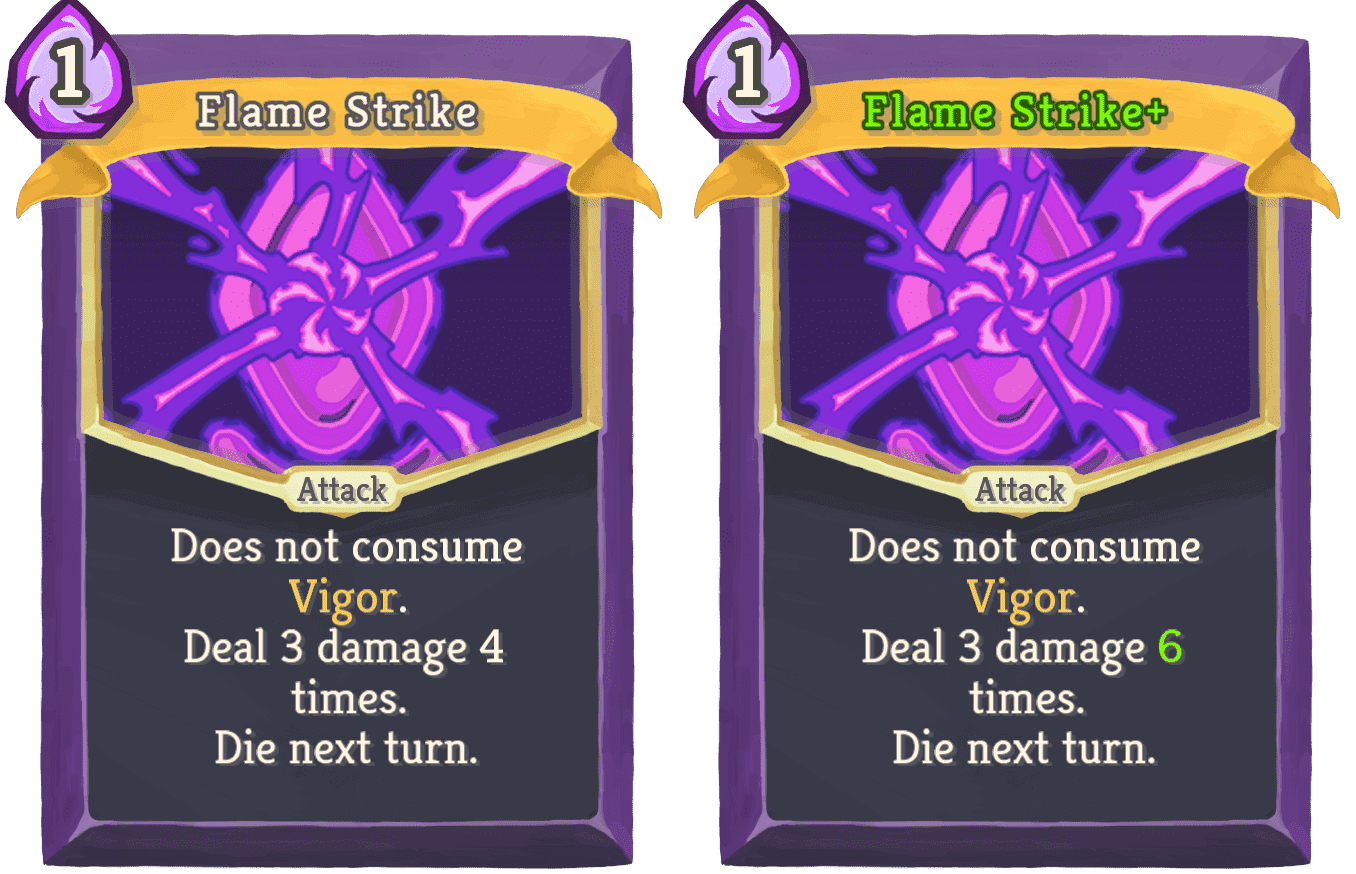 1
Flame Strike
Attack
Does not consume
Vigor.
Deal 3 damage 4
times.
Die next turn.
1
Flame Strike+
Attack
Does not consume
Vigor.
Deal 3 damage 6
times.
Die next turn.